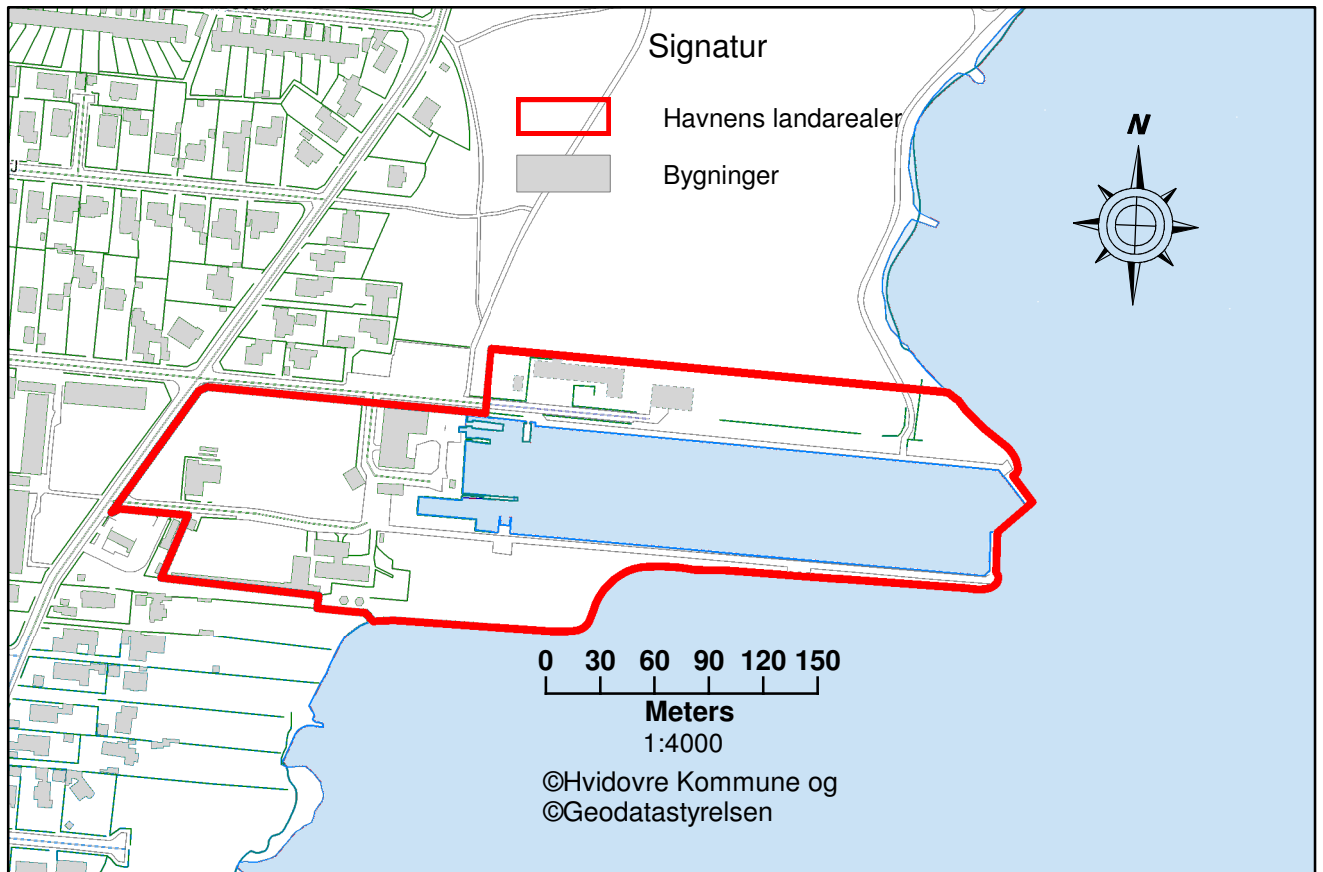 Signatur
Havnens landarealer
N
Bygninger
J
0 30 60 90 120 150
Meters
1:4000
©Hvidovre Kommune og
©Geodatastyrelsen